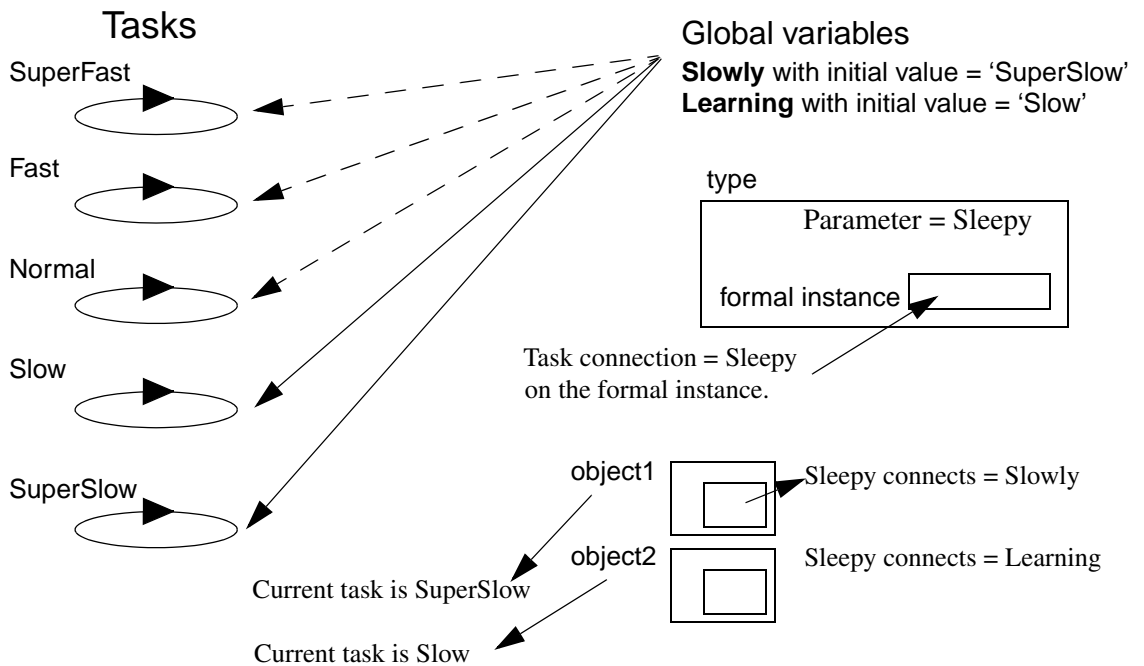 Tasks
SuperFast
Fast
Normal
Slow
SuperSlow
Global variables
Slowly with initial value = ‘SuperSlow’
Learning with initial value = ‘Slow’
type
Parameter = Sleepy
formal instance
Task connection = Sleepy
on the formal instance.
object1
Sleepy connects = Slowly
object2
Sleepy connects = Learning
Current task is SuperSlow
Current task is Slow